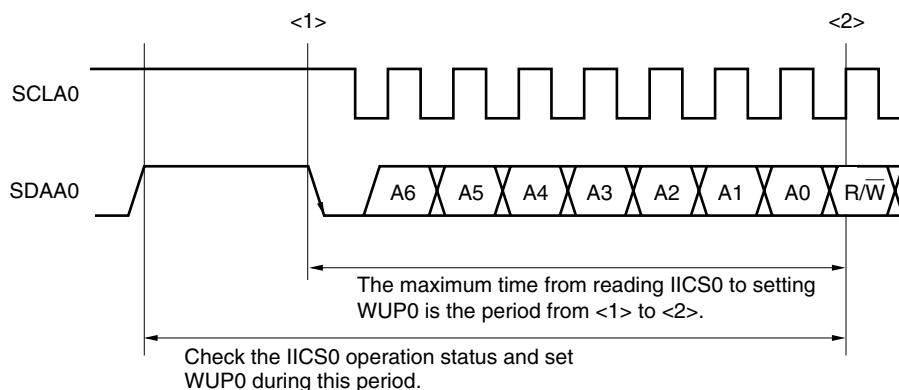 <1> <2>
SCLA0
SDAA0 A6 A5 A4 A3 A2 A1 A0 R/W̅
The maximum time from reading IICS0 to setting
WUP0 is the period from <1> to <2>.
Check the IICS0 operation status and set
WUP0 during this period.